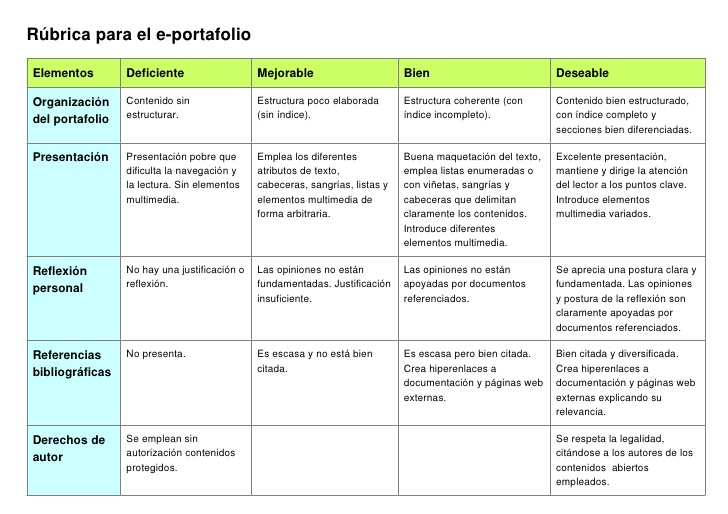 Rúbrica para el e-portafolio
Elementos
Deficiente
Mejorable
Bien
Deseable
Organización
del portafolio
Contenido sin
estructurar.
Estructura poco elaborada
(sin índice).
Estructura coherente (con
índice incompleto).
Contenido bien estructurado,
con índice completo y
secciones bien diferenciadas.
Presentación
Presentación pobre que
dificulta la navegación y
la lectura. Sin elementos
multimedia.
Emplea los diferentes
atributos de texto,
cabeceras, sangrías, listas y
elementos multimedia de
forma arbitraria.
Buena maquetación del texto,
emplea listas enumeradas o
con viñetas, sangrías y
cabeceras que delimitan
claramente los contenidos.
Introduce diferentes
elementos multimedia.
Excelente presentación,
mantiene y dirige la atención
del lector a los puntos clave.
Introduce elementos
multimedia variados.
Reflexión
personal
No hay una justificación o
reflexión.
Las opiniones no están
fundamentadas. Justificación
insuficiente.
Las opiniones no están
apoyadas por documentos
referenciados.
Se aprecia una postura clara y
fundamentada. Las opiniones
y postura de la reflexión son
claramente apoyadas por
documentos referenciados.
Referencias
bibliográficas
No presenta.
Es escasa y no está bien
citada.
Es escasa pero bien citada.
Crea hiperenlaces a
documentación y páginas web
externas.
Bien citada y diversificada.
Crea hiperenlaces a
documentación y páginas web
externas explicando su
relevancia.
Derechos de
autor
Se emplean sin
autorización contenidos
protegidos.
Se respeta la legalidad,
citándose a los autores de los
contenidos abiertos
empleados.